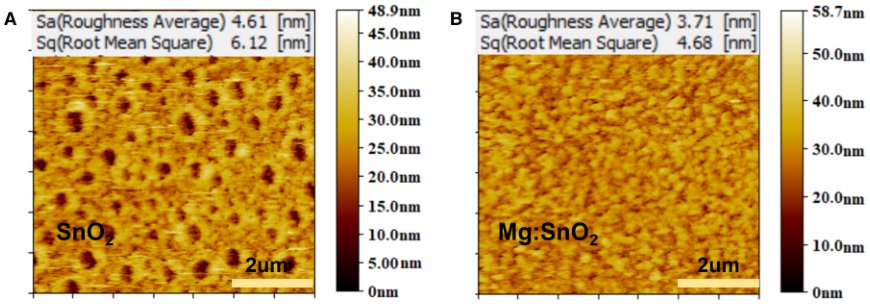 A
Sa(Roughness Average) 4.61 [nm]
Sq(Root Mean Square) 6.12 [nm]
SnO₂
2um
48.9nm
45.0nm
40.0nm
35.0nm
30.0nm
25.0nm
20.0nm
15.0nm
10.0nm
5.00nm
0nm
B
Sa(Roughness Average) 3.71 [nm]
Sq(Root Mean Square) 4.68 [nm]
Mg:SnO₂
2um
58.7nm
50.0nm
40.0nm
30.0nm
20.0nm
10.0nm
0nm